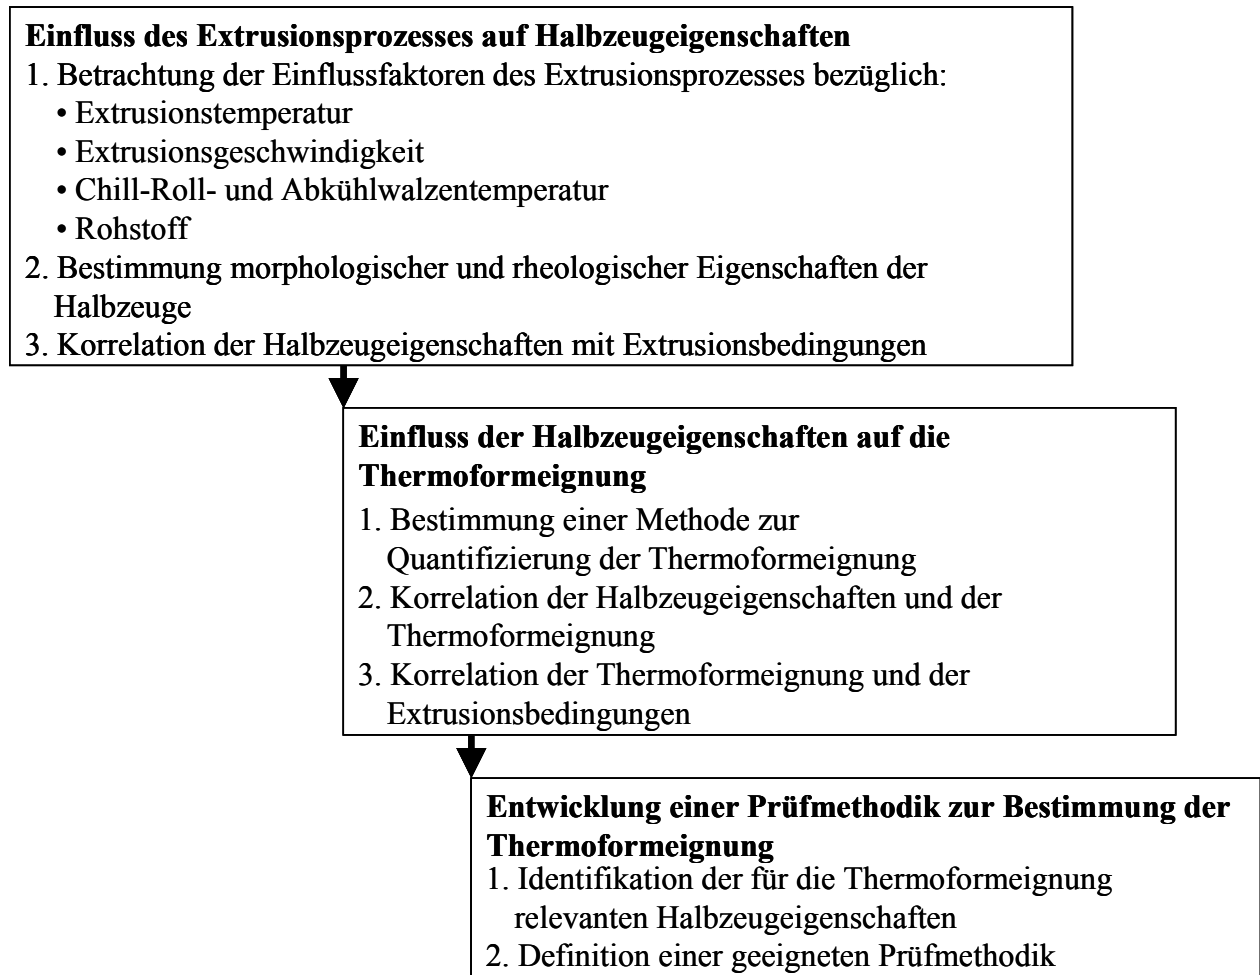 Einfluss des Extrusionsprozesses auf Halbzeugeigenschaften
1. Betrachtung der Einflussfaktoren des Extrusionsprozesses bezüglich:
• Extrusionstemperatur
• Extrusionsgeschwindigkeit
• Chill-Roll- und Abkühlwalzentemperatur
• Rohstoff
2. Bestimmung morphologischer und rheologischer Eigenschaften der
Halbzeuge
3. Korrelation der Halbzeugeigenschaften mit Extrusionsbedingungen
Einfluss der Halbzeugeigenschaften auf die
Thermoformeignung
1. Bestimmung einer Methode zur
Quantifizierung der Thermoformeignung
2. Korrelation der Halbzeugeigenschaften und der
Thermoformeignung
3. Korrelation der Thermoformeignung und der
Extrusionsbedingungen
Entwicklung einer Prüfmethodik zur Bestimmung der
Thermoformeignung
1. Identifikation der für die Thermoformeignung
relevanten Halbzeugeigenschaften
2. Definition einer geeigneten Prüfmethodik